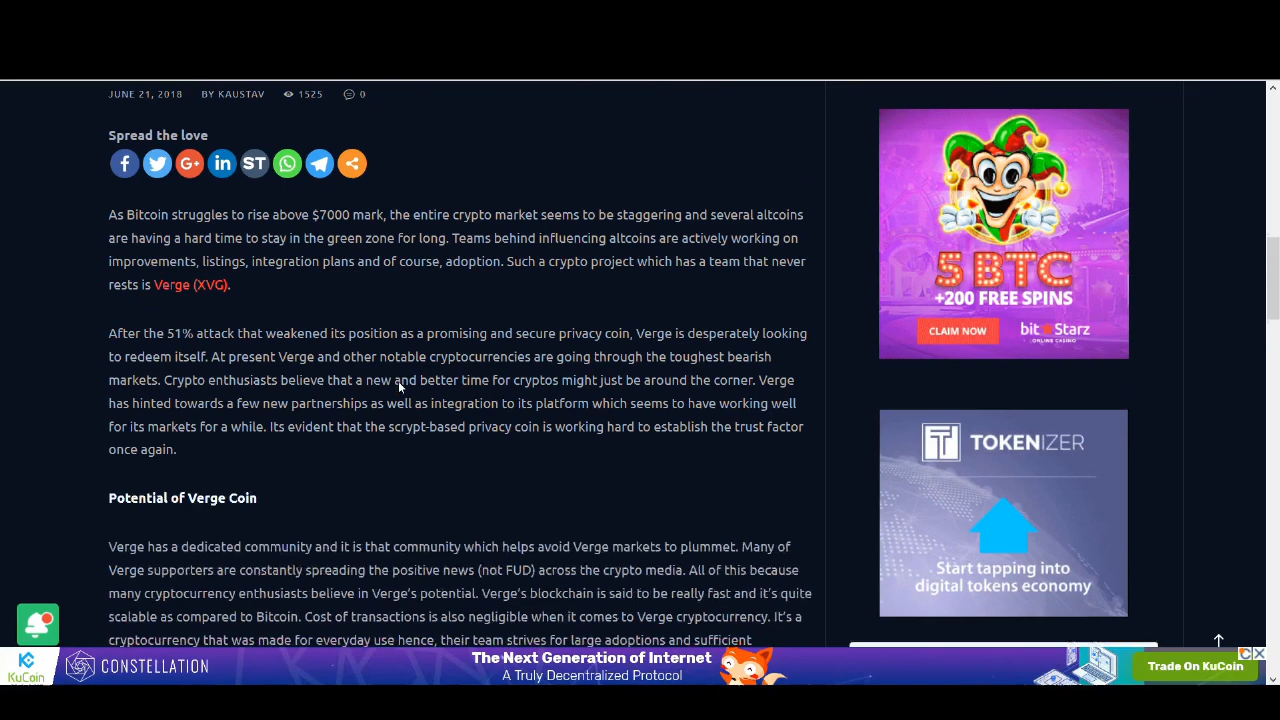 JUNE 21, 2018 BY KAUSTAV 1525 0
Spread the love
f G+ in ST
As Bitcoin struggles to rise above $7000 mark, the entire crypto market seems to be staggering and several altcoins
are having a hard time to stay in the green zone for long. Teams behind influencing altcoins are actively working on
improvements, listings, integration plans and of course, adoption. Such a crypto project which has a team that never
rests is Verge (XVG).
After the 51% attack that weakened its position as a promising and secure privacy coin, Verge is desperately looking
to redeem itself. At present Verge and other notable cryptocurrencies are going through the toughest bearish
markets. Crypto enthusiasts believe that a new and better time for cryptos might just be around the corner. Verge
has hinted towards a few new partnerships as well as integration to its platform which seems to have working well
for its markets for a while. Its evident that the scrypt-based privacy coin is working hard to establish the trust factor
once again.
Potential of Verge Coin
Verge has a dedicated community and it is that community which helps avoid Verge markets to plummet. Many of
Verge supporters are constantly spreading the positive news (not FUD) across the crypto media. All of this because
many cryptocurrency enthusiasts believe in Verge's potential. Verge's blockchain is said to be really fast and it's quite
scalable as compared to Bitcoin. Cost of transactions is also negligible when it comes to Verge cryptocurrency. It's a
cryptocurrency that was made for everyday use hence, their team strives for large adoptions and sufficient
5 BTC
+200 FREE SPINS
CLAIM NOW bitStarz
ONLINE CASINO
TOKENIZER
Start tapping into
digital tokens economy
KuCoin
CONSTELLATION
The Next Generation of Internet
A Truly Decentralized Protocol
Trade On KuCoin